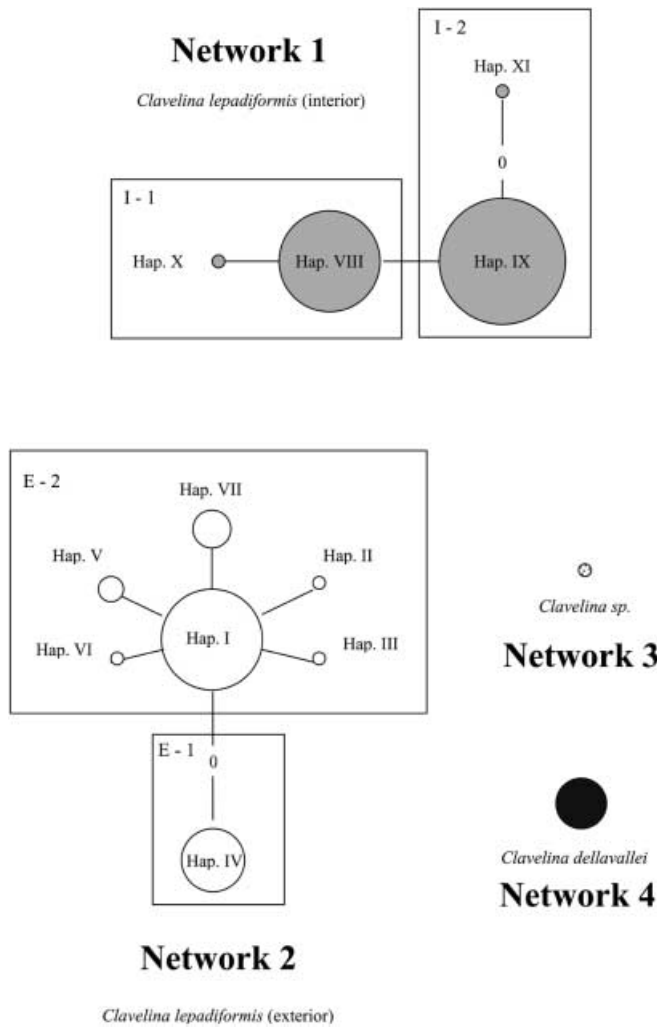 Network 1
Clavelina lepadiformis (interior)
I - 2
Hap. XI
0
I - 1
Hap. X
Hap. VIII
Hap. IX
E - 2
Hap. VII
Hap. V
Hap. II
Hap. VI
Hap. I
Hap. III
E - 1
0
Hap. IV
Network 2
Clavelina lepadiformis (exterior)
Clavelina sp.
Network 3
Clavelina dellavallei
Network 4